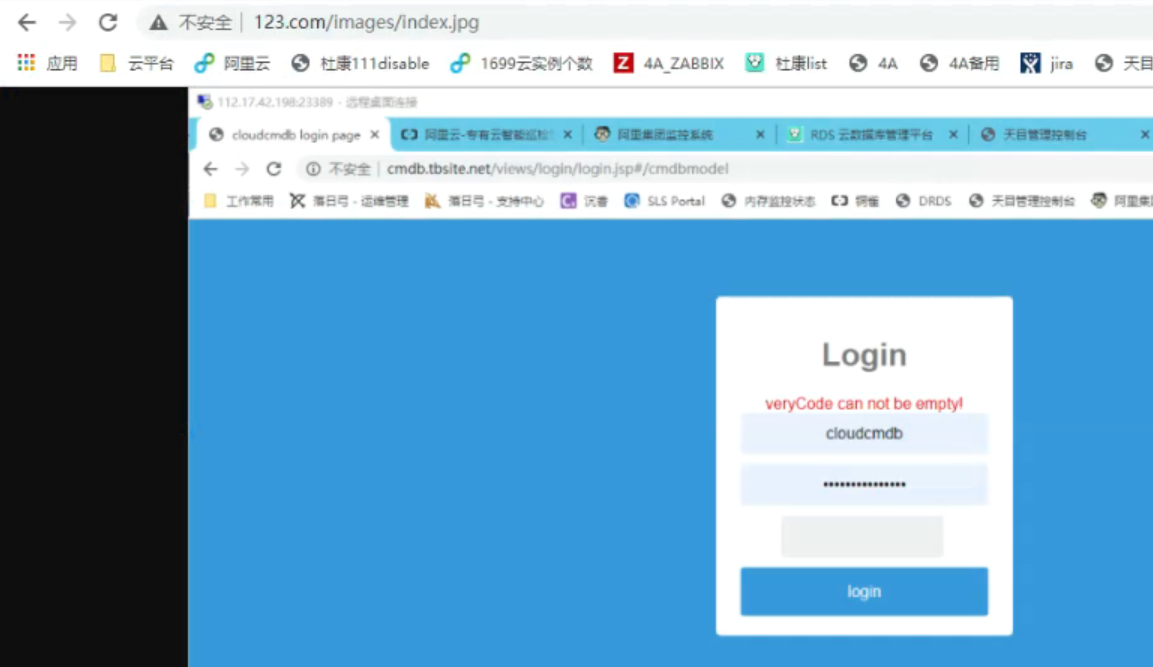 不安全 | 123.com/images/index.jpg
应用 云平台 阿里云 杜康111disable 1699云实例个数 4A_ZABBIX 杜康list 4A 4A备用 jira 天目
112.17.42.198:23389 - 远程桌面连接
cloudcmdb login page 阿里云-专有云智能巡检 阿里集团监控系统 RDS 云数据库管理平台 天目管理控制台
不安全 | cmdb.tbsite.net/views/login/login.jsp#/cmdbmodel
工作常用 落日弓 - 运维管理 落日弓 - 支持中心 沉香 SLS Portal 内存监控状态 铜雀 DRDS 天目管理控制台 阿里集
Login
veryCode can not be empty!
cloudcmdb
login